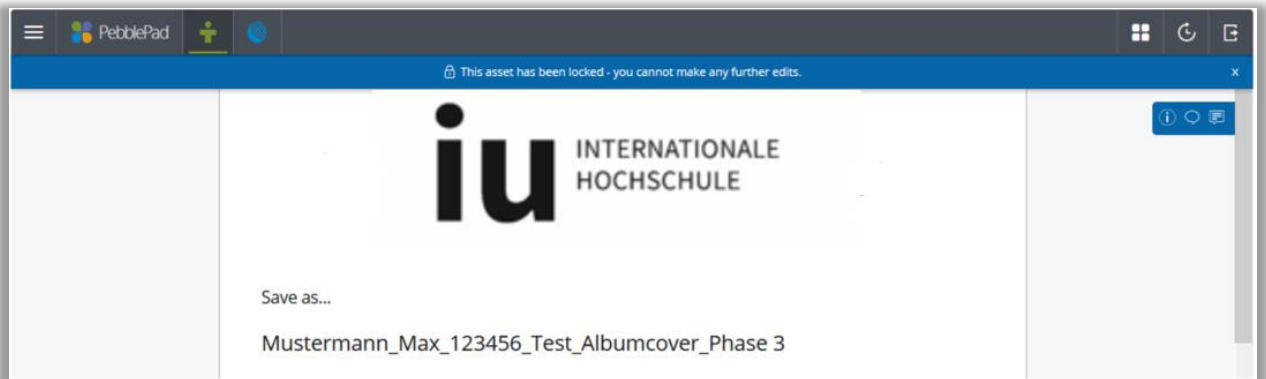 PebblePad
This asset has been locked - you cannot make any further edits.
x
iu INTERNATIONALE
HOCHSCHULE
Save as...
Mustermann_Max_123456_Test_Albumcover_Phase 3